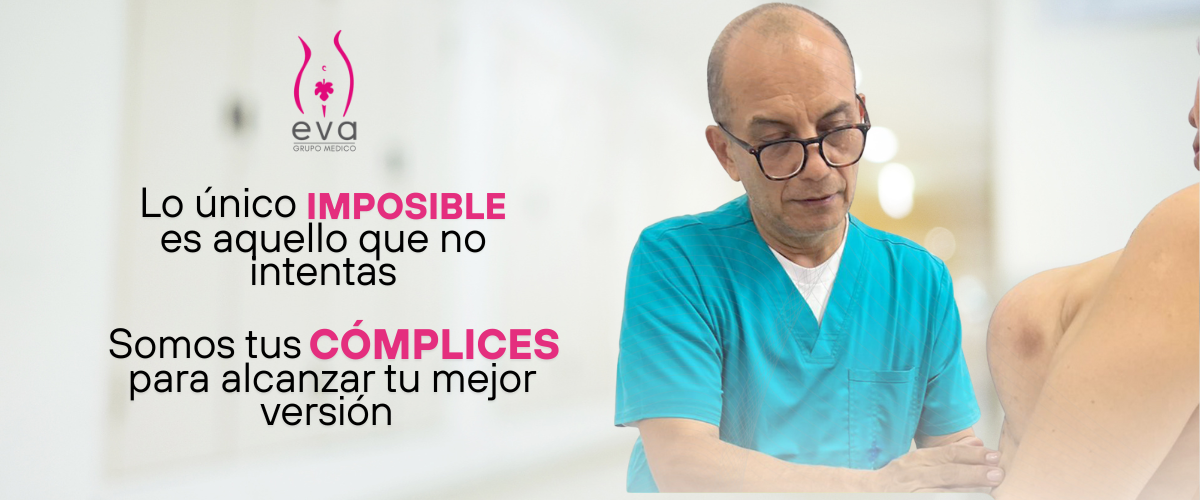 eva
GRUPO MEDICO
Lo único IMPOSIBLE
es aquello que no
intentas
Somos tus CÓMPLICES
para alcanzar tu mejor
versión